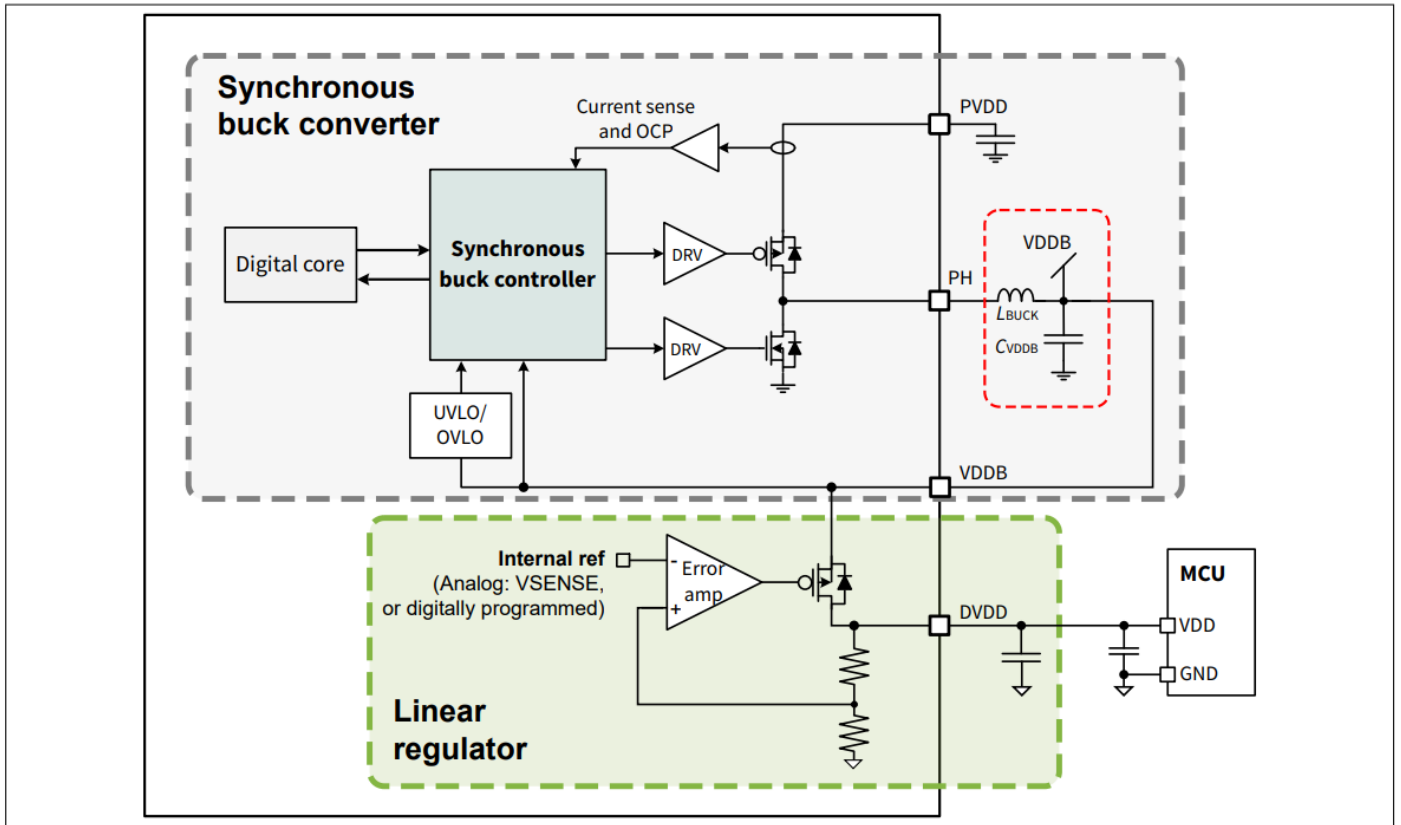 Synchronous
buck converter
Current sense
and OCP
PVDD
Digital core
Synchronous
buck controller
DRV
VDDB
PH
LBUCK
CVDDB
DRV
UVLO/
OVLO
VDDB
Internal ref
(Analog: VSENSE,
or digitally programmed)
-
Error
amp
+
DVDD
MCU
VDD
GND
Linear
regulator